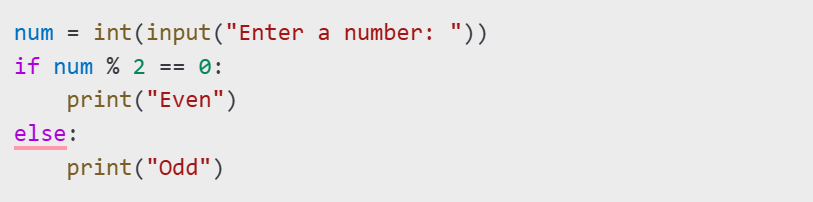 num = int(input("Enter a number: "))
if num % 2 == 0:
    print("Even")
else:
    print("Odd")